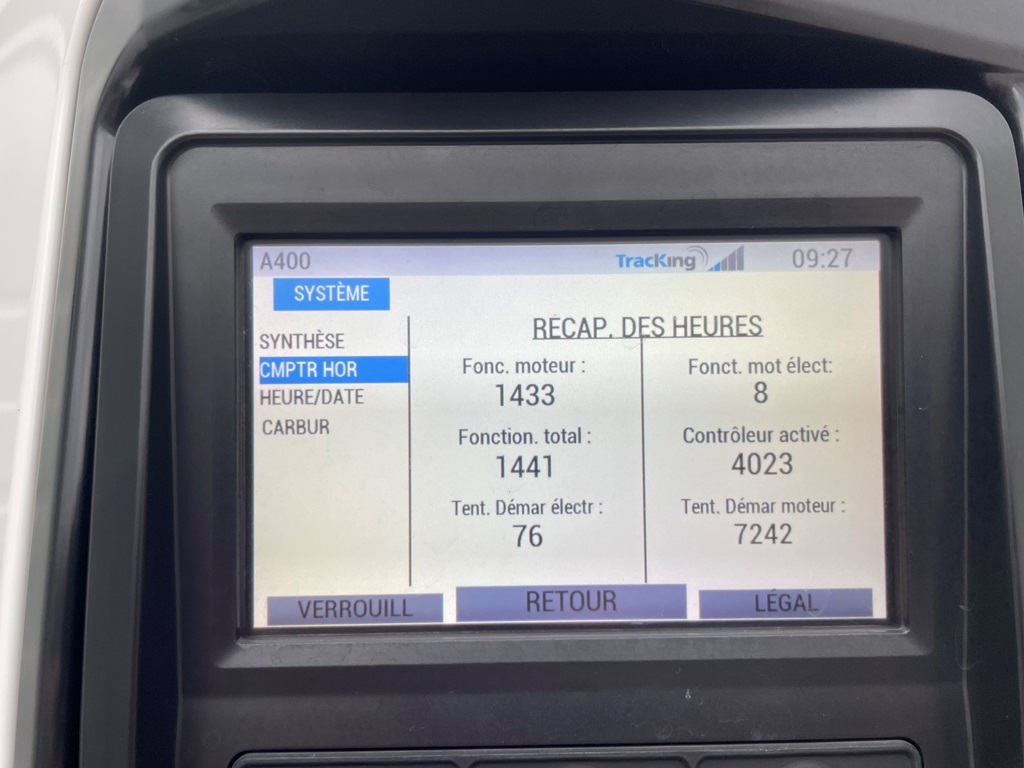 A400
TracKing
09:27
SYSTÈME
SYNTHÈSE
CMPTR HOR
HEURE/DATE
CARBUR
RÉCAP. DES HEURES
Fonc. moteur :
1433
Fonction. total :
1441
Tent. Démar électr :
76
Fonct. mot élect:
8
Contrôleur activé :
4023
Tent. Démar moteur :
7242
VERROUILL
RETOUR
LÉGAL